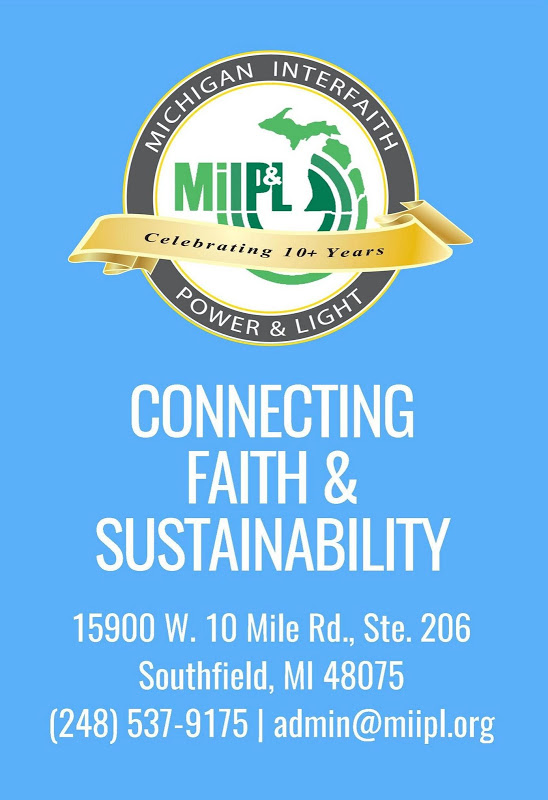 MICHIGAN INTERFAITH
MiIP&L
Celebrating 10+ Years
POWER & LIGHT
CONNECTING
FAITH &
SUSTAINABILITY
15900 W. 10 Mile Rd., Ste. 206
Southfield, MI 48075
(248) 537-9175 | admin@miipl.org